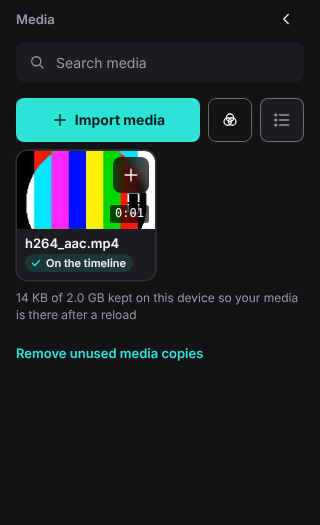 Media
Search media
Import media
0:01
h264_aac.mp4
On the timeline
14 KB of 2.0 GB kept on this device so your media
is there after a reload
Remove unused media copies